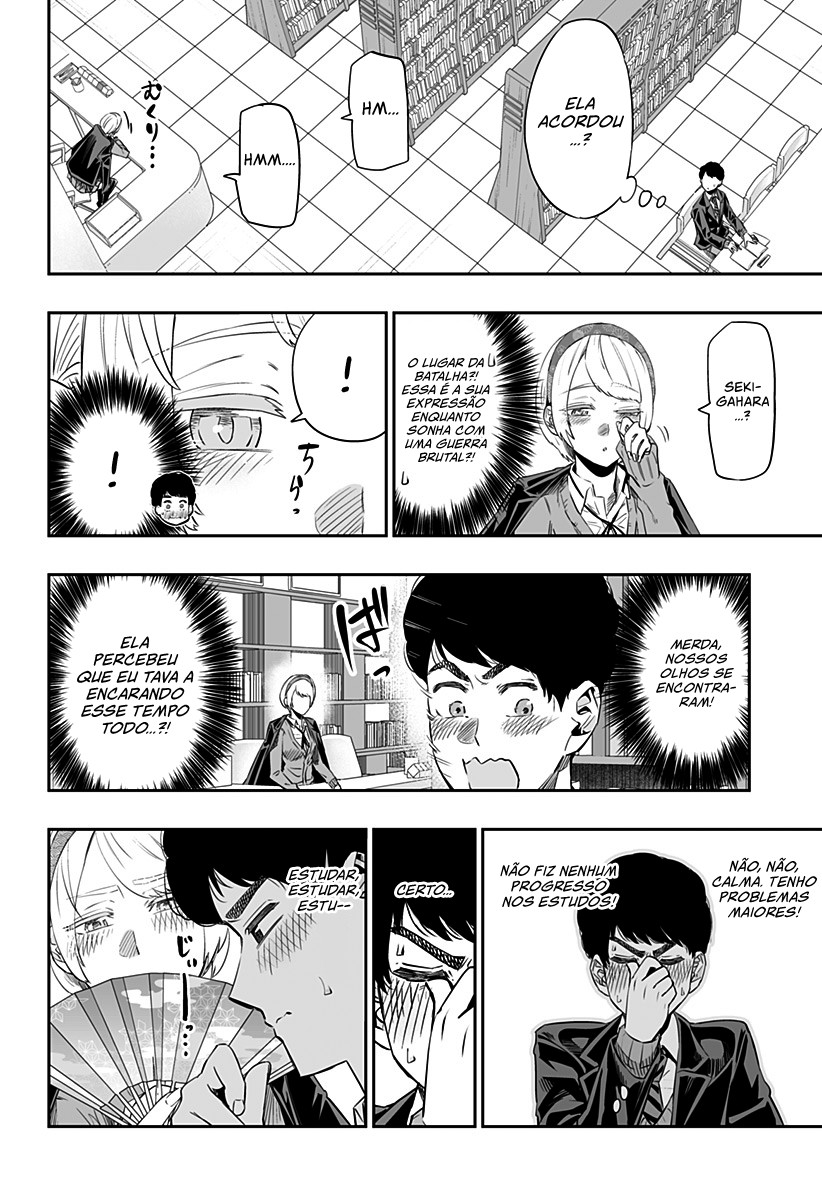 ELA
ACORDOU
...?
HM...
HMM....
むくり…
SEKI-
GAHARA
...?
O LUGAR DA
BATALHA?!
ESSA É A SUA
EXPRESSÃO
ENQUANTO
SONHA COM
UMA GUERRA
BRUTAL?!
!
ちらっ
!
MERDA,
NOSSOS
OLHOS SE
ENCONTRA-
RAM!
ばっ
ELA
PERCEBEU
QUE EU TAVA A
ENCARANDO
ESSE TEMPO
TODO...?!
NÃO, NÃO,
CALMA. TENHO
PROBLEMAS
MAIORES!
NÃO FIZ NENHUM
PROGRESSO
NOS ESTUDOS!
CERTO...
ESTUDAR,
ESTUDAR,
ESTU--
じー…